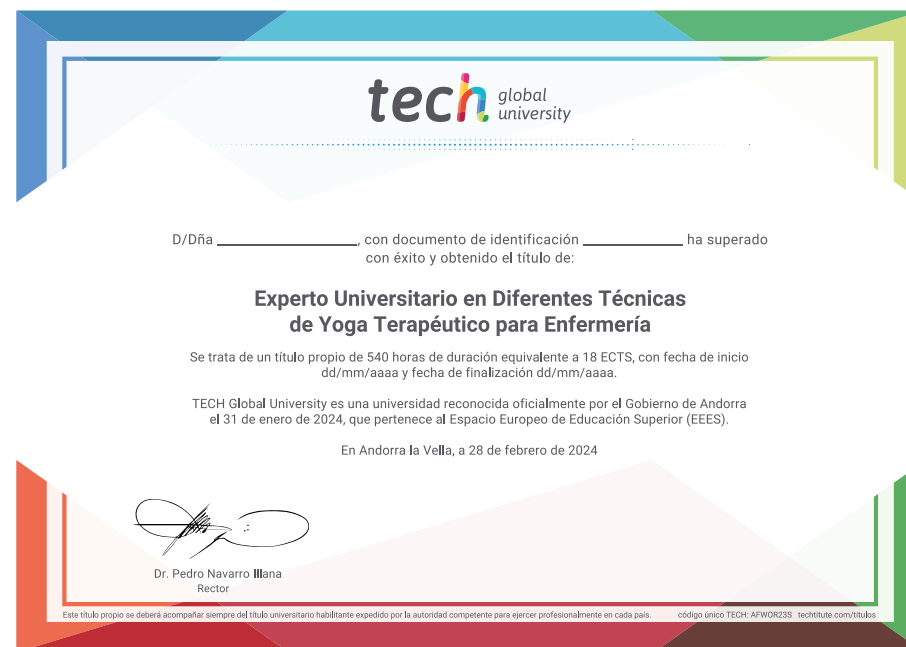 tech global university
D/Dña ____________________, con documento de identificación ______________ ha superado
con éxito y obtenido el título de:
Experto Universitario en Diferentes Técnicas
de Yoga Terapéutico para Enfermería
Se trata de un título propio de 540 horas de duración equivalente a 18 ECTS, con fecha de inicio
dd/mm/aaaa y fecha de finalización dd/mm/aaaa.
TECH Global University es una universidad reconocida oficialmente por el Gobierno de Andorra
el 31 de enero de 2024, que pertenece al Espacio Europeo de Educación Superior (EEES).
En Andorra la Vella, a 28 de febrero de 2024
Dr. Pedro Navarro Illana
Rector
Este título propio se deberá acompañar siempre del título universitario habilitante expedido por la autoridad competente para ejercer profesionalmente en cada país. código único TECH: AFWOR23S techtitute.com/titulos